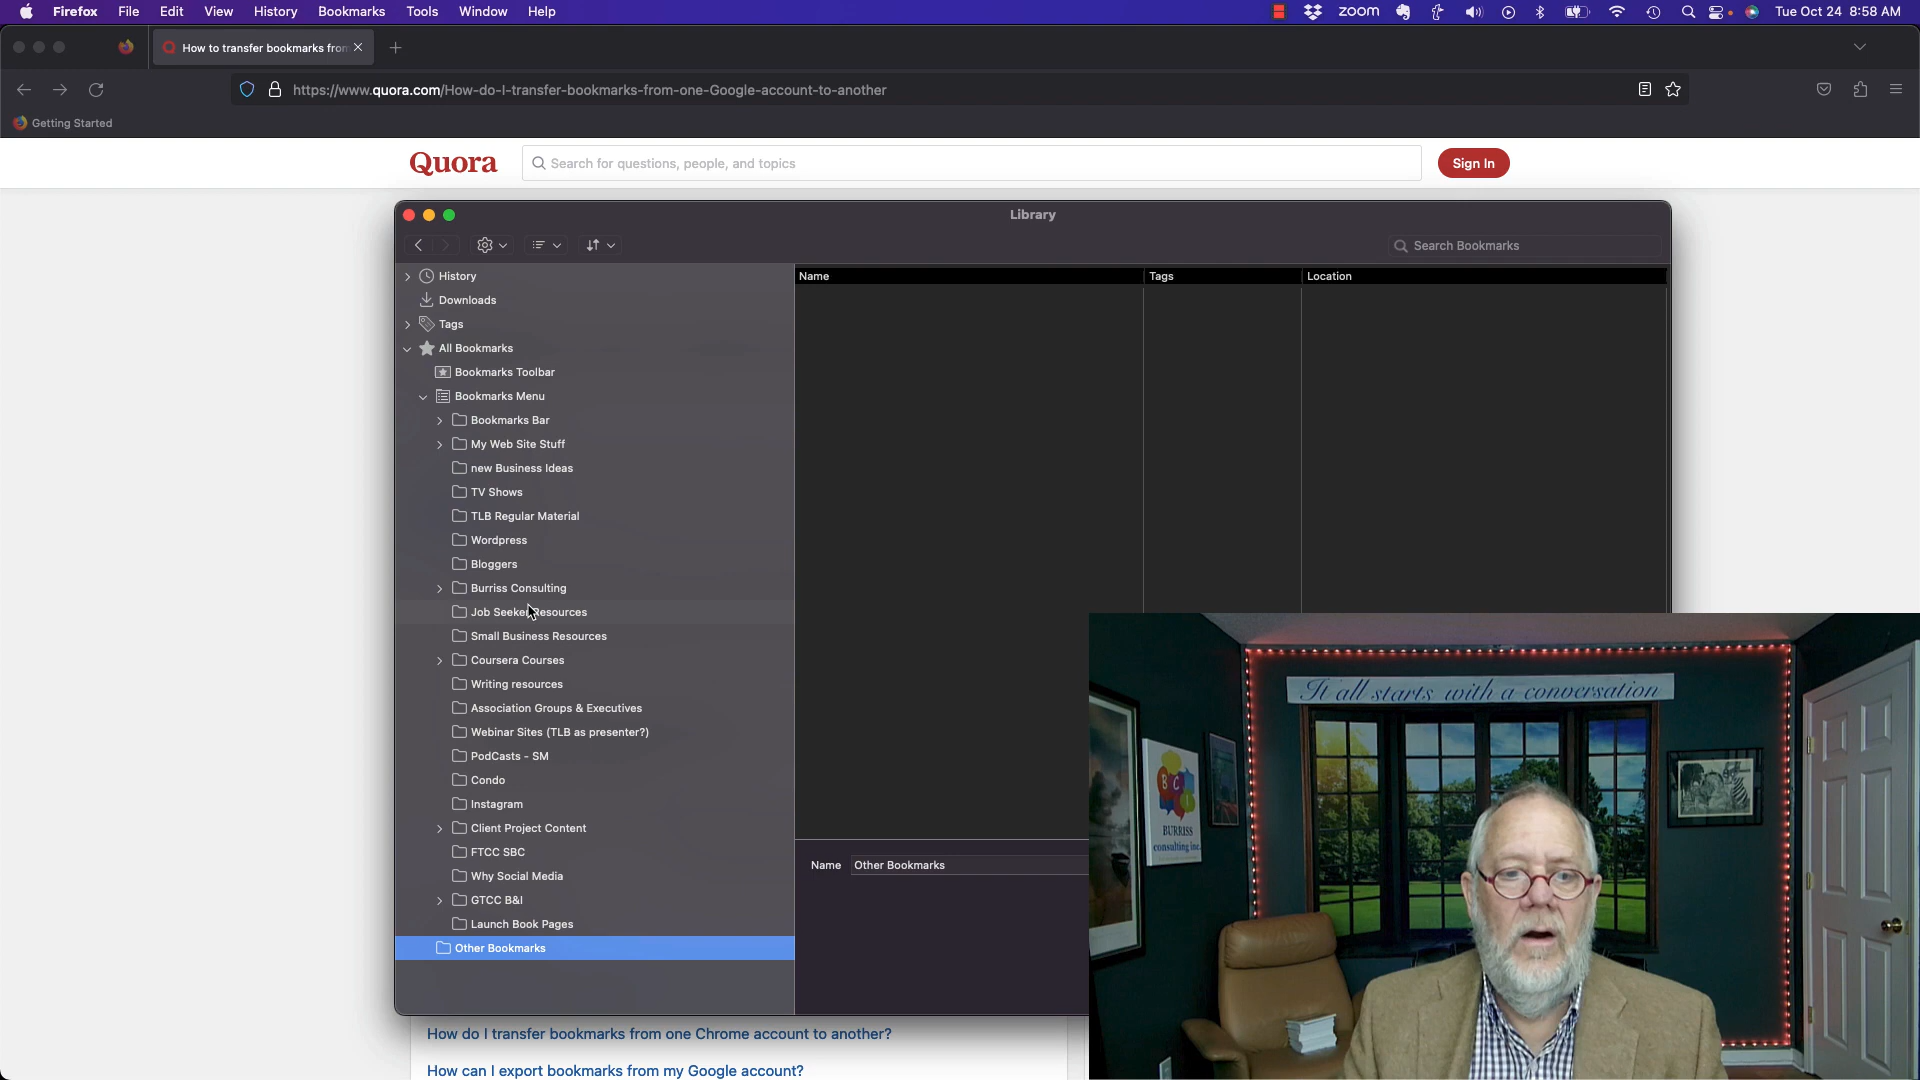 Firefox File Edit View History Bookmarks Tools Window Help zoom Tue Oct 24 8:58 AM
How to transfer bookmarks from
https://www.quora.com/How-do-I-transfer-bookmarks-from-one-Google-account-to-another
Getting Started
Quora Search for questions, people, and topics Sign In
Library
Search Bookmarks
History
Downloads
Tags
All Bookmarks
Bookmarks Toolbar
Bookmarks Menu
Bookmarks Bar
My Web Site Stuff
new Business Ideas
TV Shows
TLB Regular Material
Wordpress
Bloggers
Burriss Consulting
Job Seeker Resources
Small Business Resources
Coursera Courses
Writing resources
Association Groups & Executives
Webinar Sites (TLB as presenter?)
PodCasts - SM
Condo
Instagram
Client Project Content
FTCC SBC
Why Social Media
GTCC B&I
Launch Book Pages
Other Bookmarks
Name Tags Location
Name Other Bookmarks
It all starts with a conversation
B C I
BURRISS
consulting inc.
How do I transfer bookmarks from one Chrome account to another?
How can I export bookmarks from my Google account?